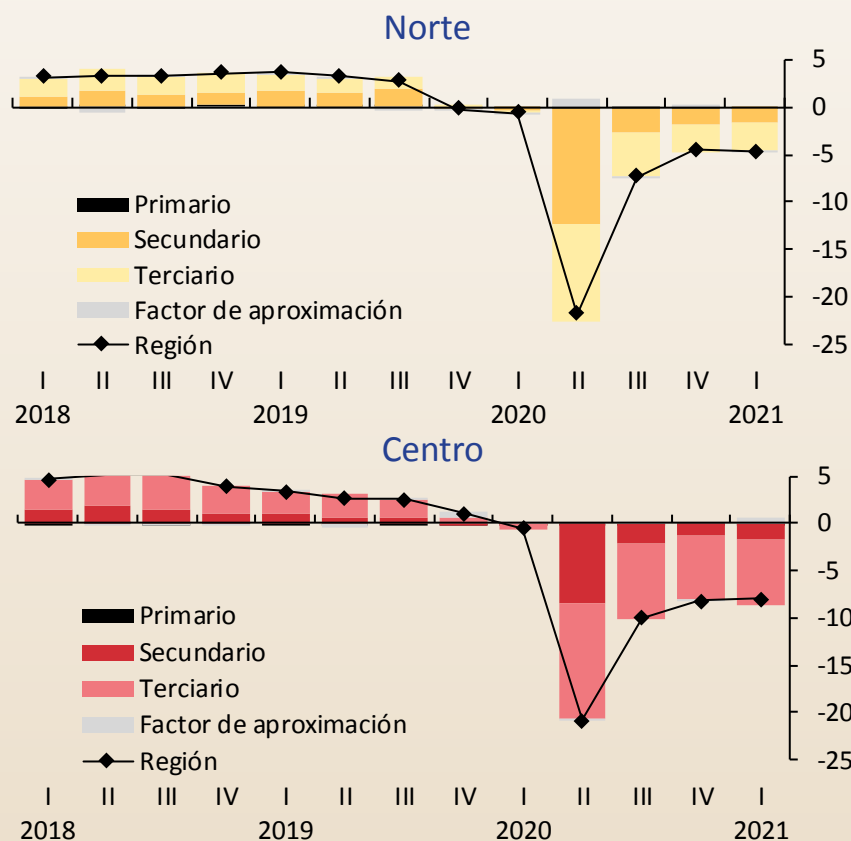 Norte
5
0
-5
-10
-15
-20
-25
Primario
Secundario
Terciario
Factor de aproximación
Región
I II III IV I II III IV I II III IV I
2018 2019 2020 2021
Centro
5
0
-5
-10
-15
-20
-25
Primario
Secundario
Terciario
Factor de aproximación
Región
I II III IV I II III IV I II III IV I
2018 2019 2020 2021